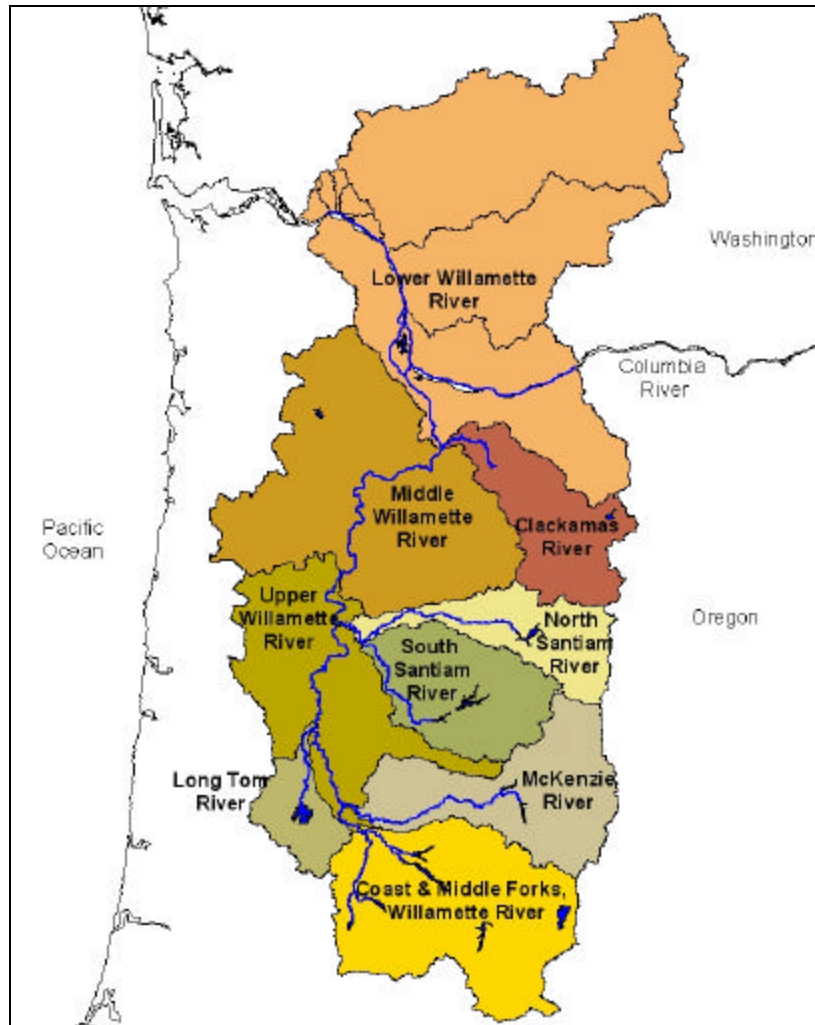 Washington
Lower Willamette
River
Columbia
River
Middle
Willamette
River
Clackamas
River
Pacific
Ocean
Upper
Willamette
River
North
Santiam
River
Oregon
South
Santiam
River
Long Tom
River
McKenzie
River
Coast & Middle Forks,
Willamette River